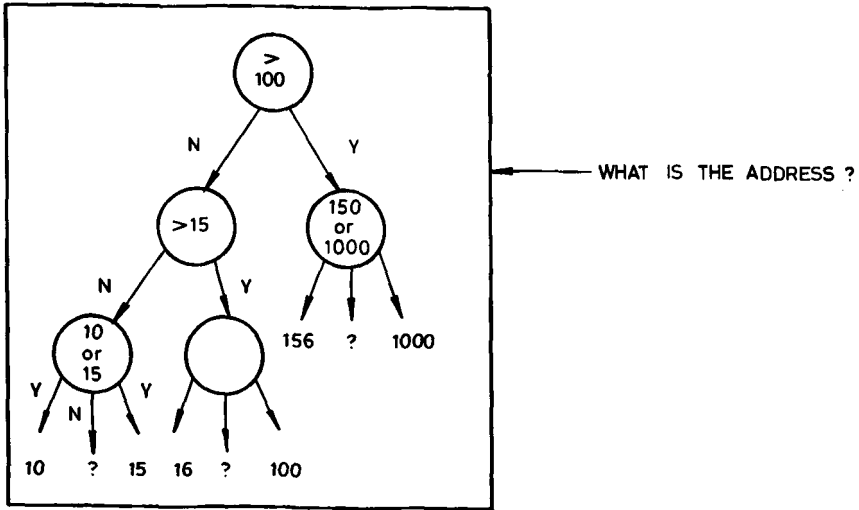 >
100
N Y
WHAT IS THE ADDRESS ?
>15
150
or
1000
N Y
10
or
15
156 ? 1000
Y N Y
10 ? 15 16 ? 100